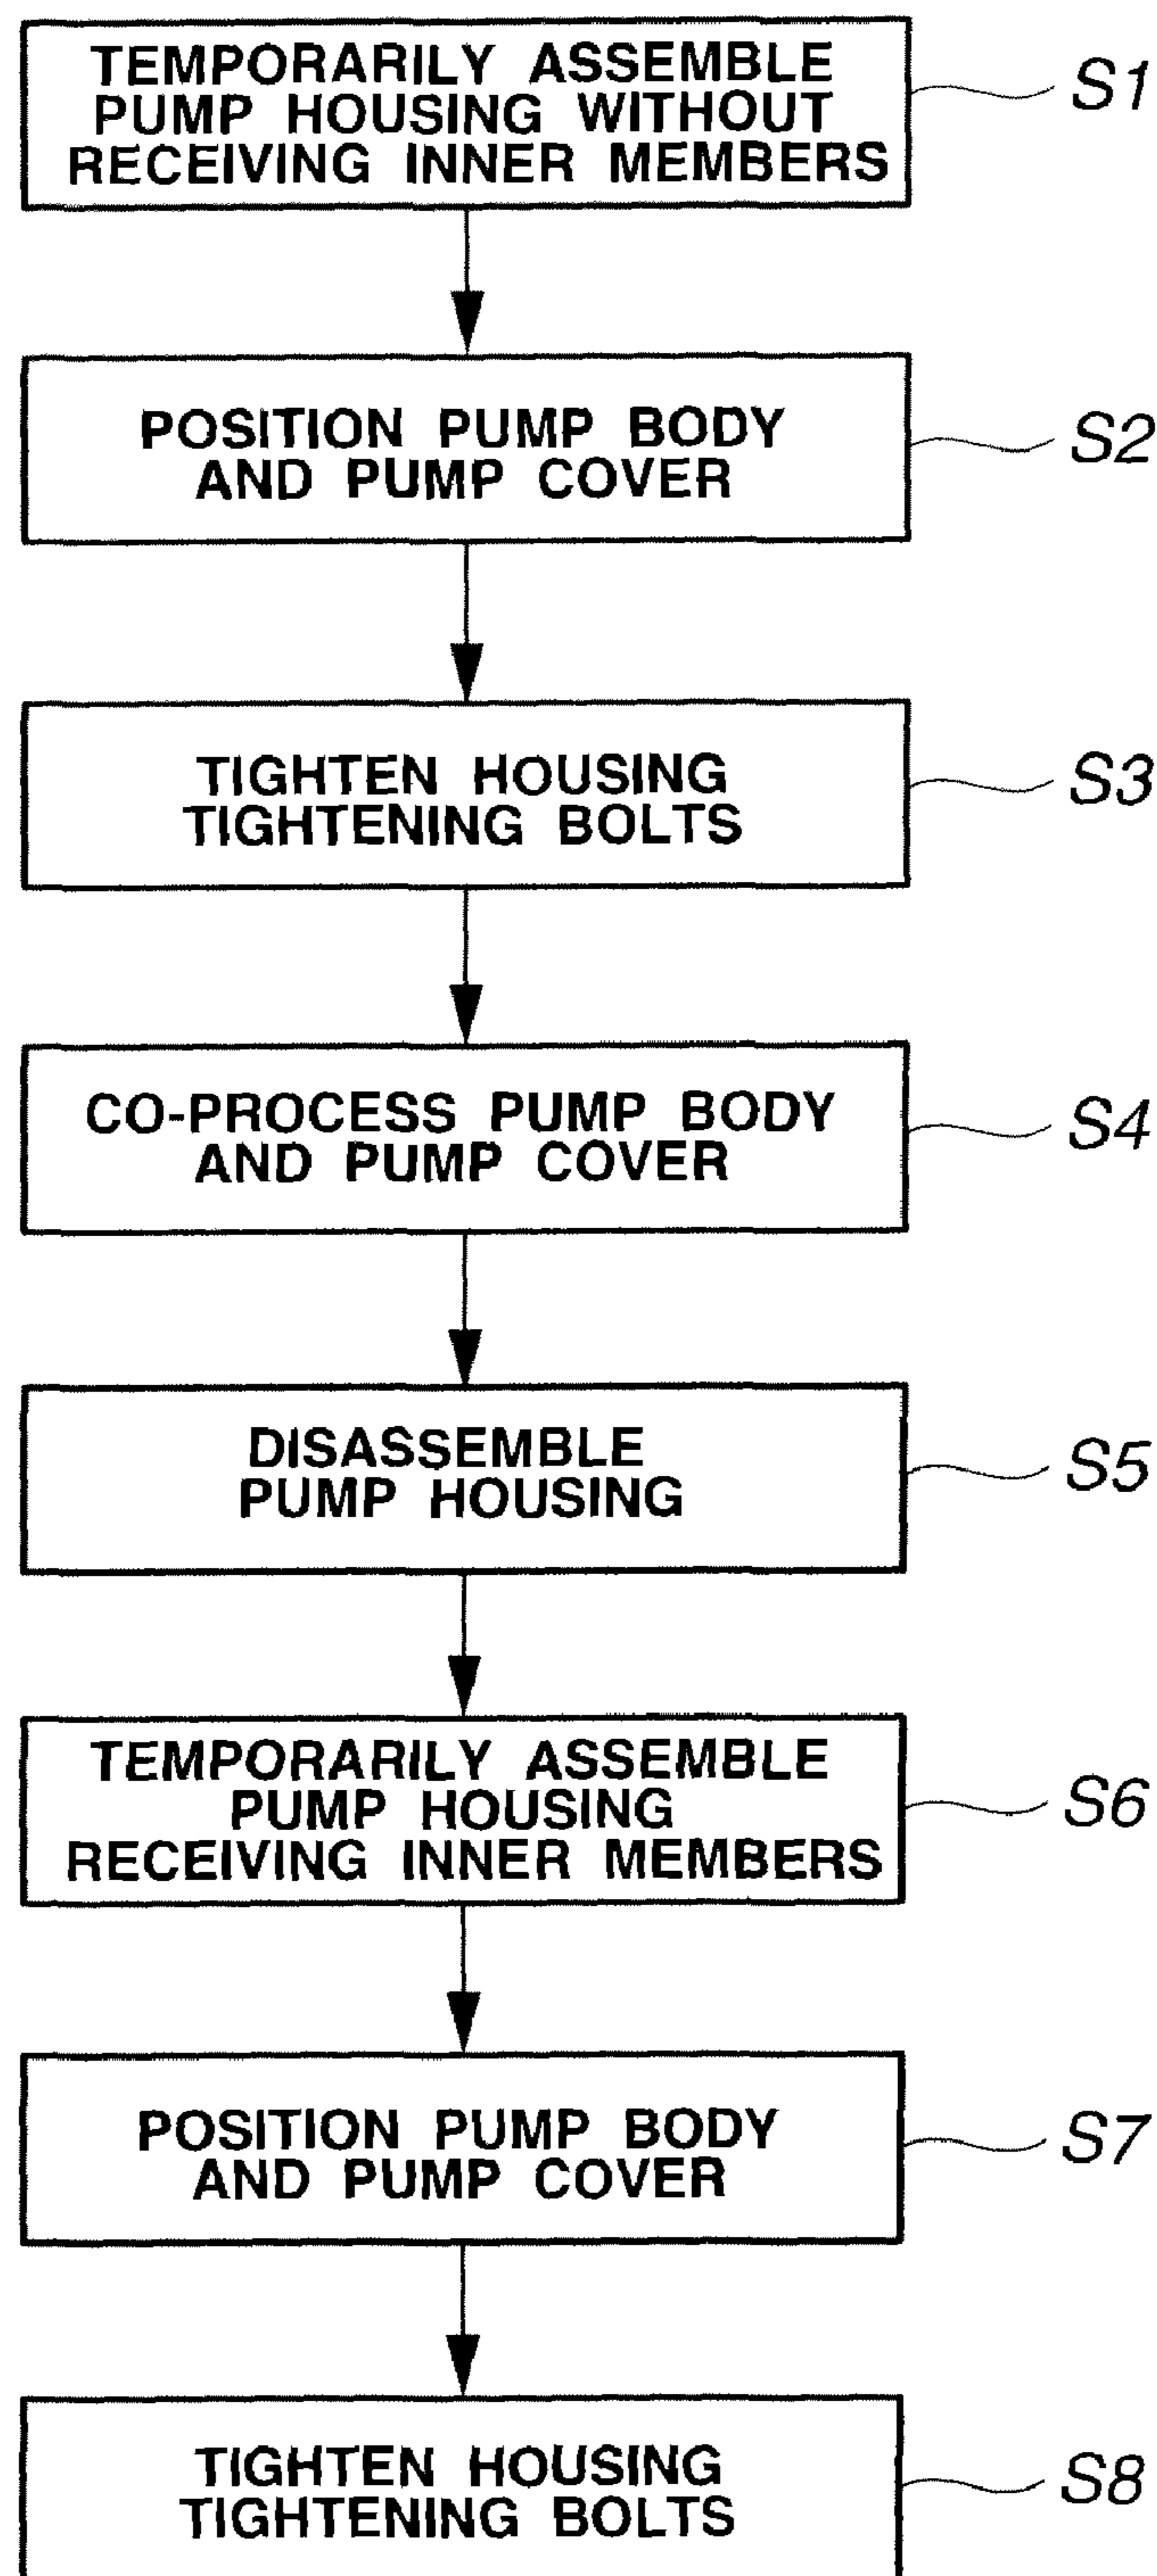 TEMPORARILY ASSEMBLE
PUMP HOUSING WITHOUT
RECEIVING INNER MEMBERS
S1
POSITION PUMP BODY
AND PUMP COVER
S2
TIGHTEN HOUSING
TIGHTENING BOLTS
S3
CO-PROCESS PUMP BODY
AND PUMP COVER
S4
DISASSEMBLE
PUMP HOUSING
S5
TEMPORARILY ASSEMBLE
PUMP HOUSING
RECEIVING INNER MEMBERS
S6
POSITION PUMP BODY
AND PUMP COVER
S7
TIGHTEN HOUSING
TIGHTENING BOLTS
S8